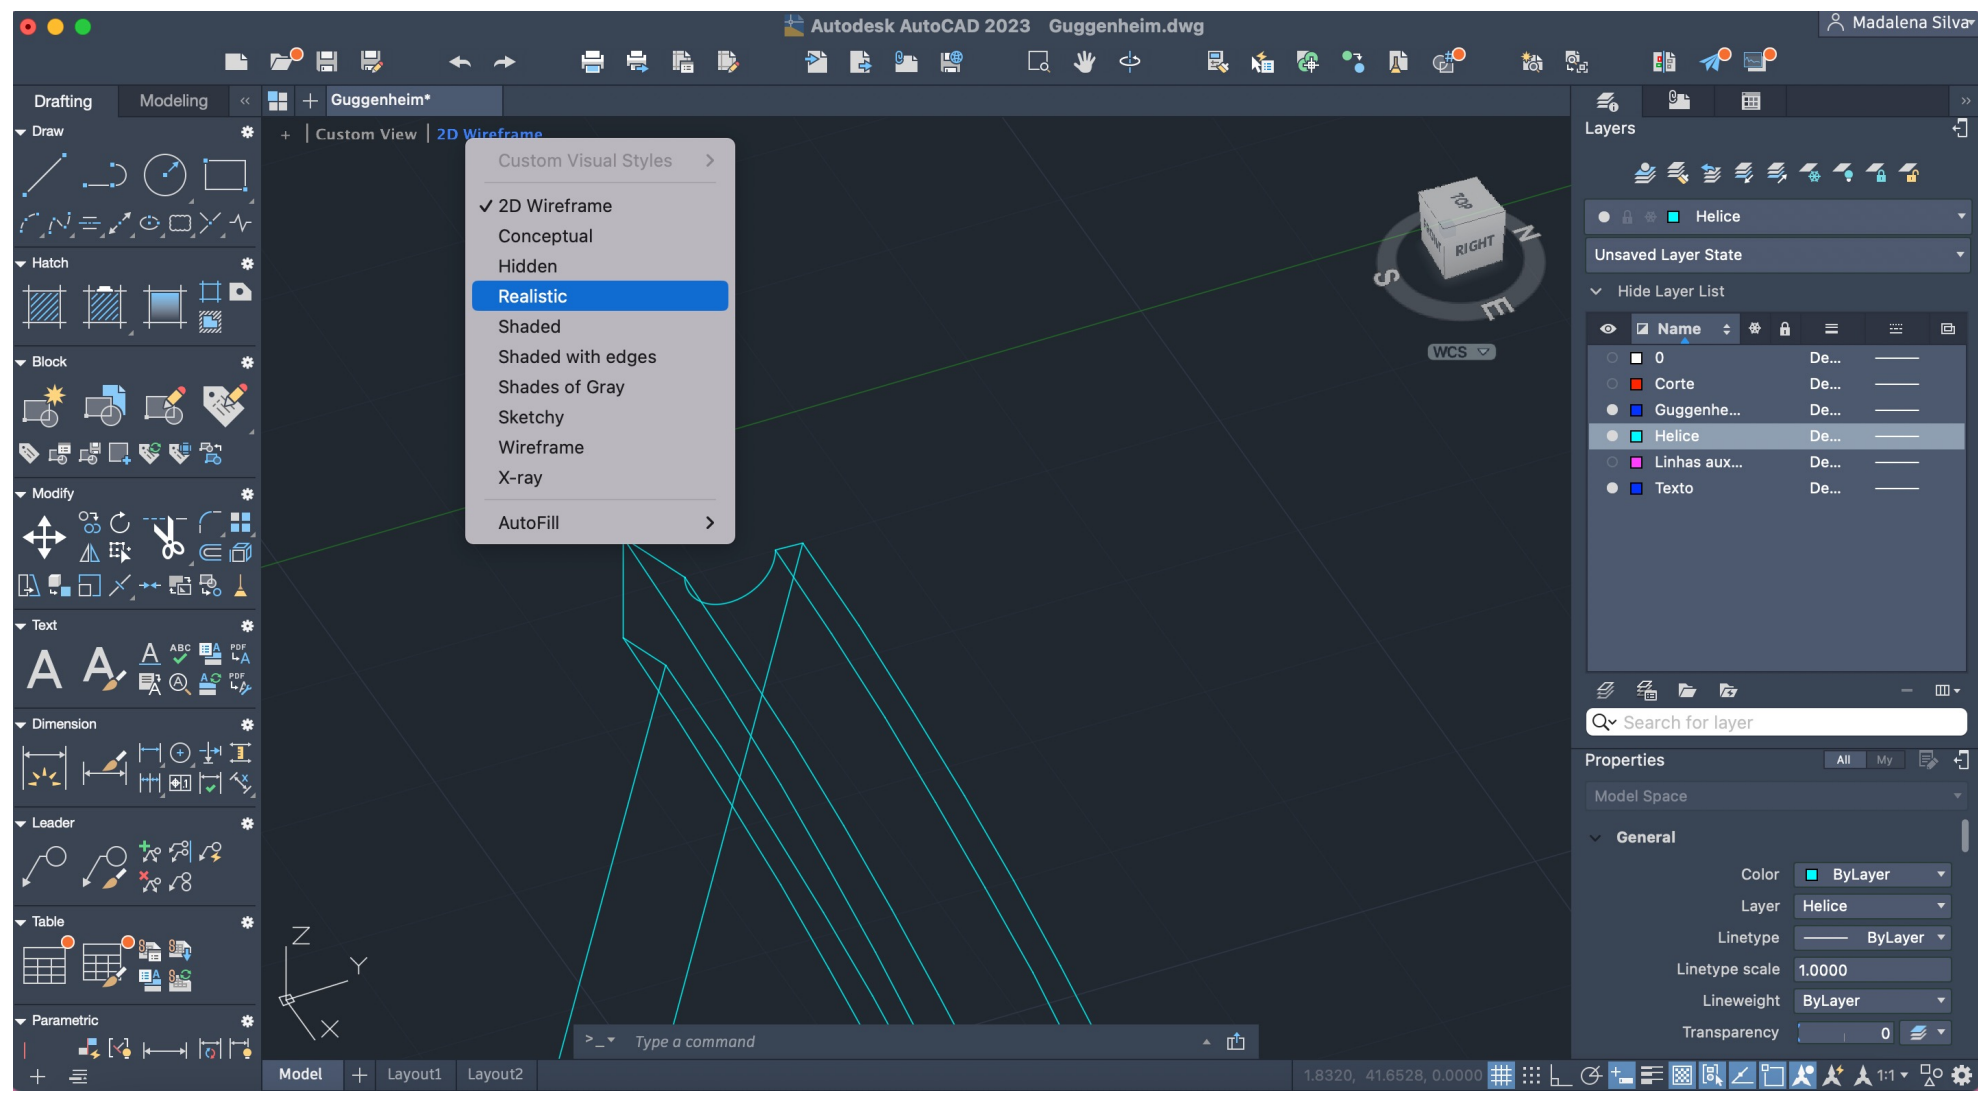 Autodesk AutoCAD 2023 Guggenheim.dwg
Madalena Silva
Drafting Modeling
Guggenheim*
+ | Custom View | 2D Wireframe
Draw
Hatch
Block
Modify
Text
A A A ABC A PDF A
A A PDF
Dimension
Leader
Table
Parametric
Custom Visual Styles
2D Wireframe
Conceptual
Hidden
Realistic
Shaded
Shaded with edges
Shades of Gray
Sketchy
Wireframe
X-ray
AutoFill
TOP
FRONT
RIGHT
N
S
E
WCS
Z
Y
X
>_ Type a command
Model + Layout1 Layout2
1.8320, 41.6528, 0.0000
1:1
Layers
Helice
Unsaved Layer State
Hide Layer List
Name
0 De...
Corte De...
Guggenhe... De...
Helice De...
Linhas aux... De...
Texto De...
Search for layer
Properties All My
Model Space
General
Color ByLayer
Layer Helice
Linetype ByLayer
Linetype scale 1.0000
Lineweight ByLayer
Transparency 0